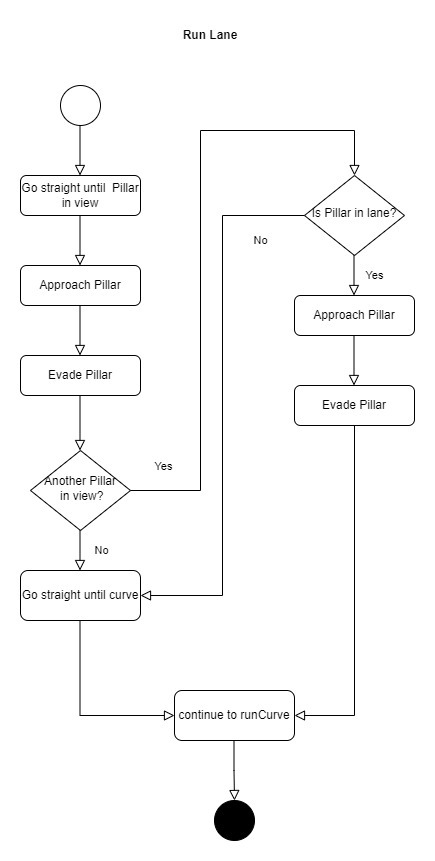 Run Lane
Go straight until  Pillar
in view
Approach Pillar
Evade Pillar
Another Pillar
in view?
Yes
No
Go straight until curve
Is Pillar in lane?
No
Yes
Approach Pillar
Evade Pillar
continue to runCurve